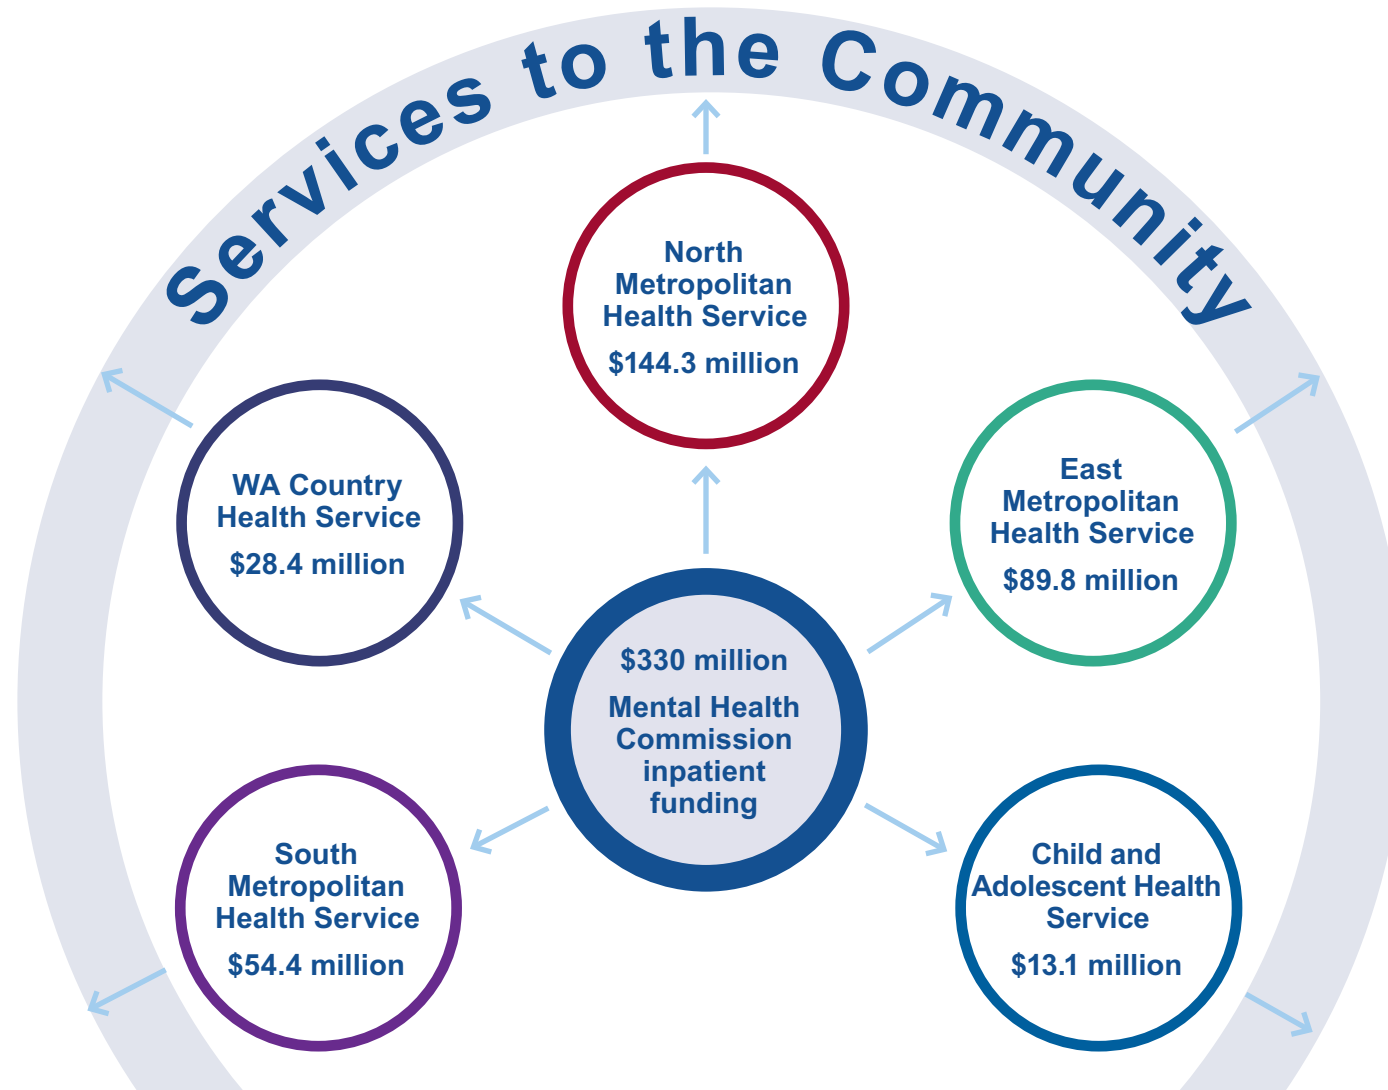 Services to the Community
North
Metropolitan
Health Service
$144.3 million
WA Country
Health Service
$28.4 million
East
Metropolitan
Health Service
$89.8 million
$330 million
Mental Health
Commission
inpatient
funding
South
Metropolitan
Health Service
$54.4 million
Child and
Adolescent Health
Service
$13.1 million